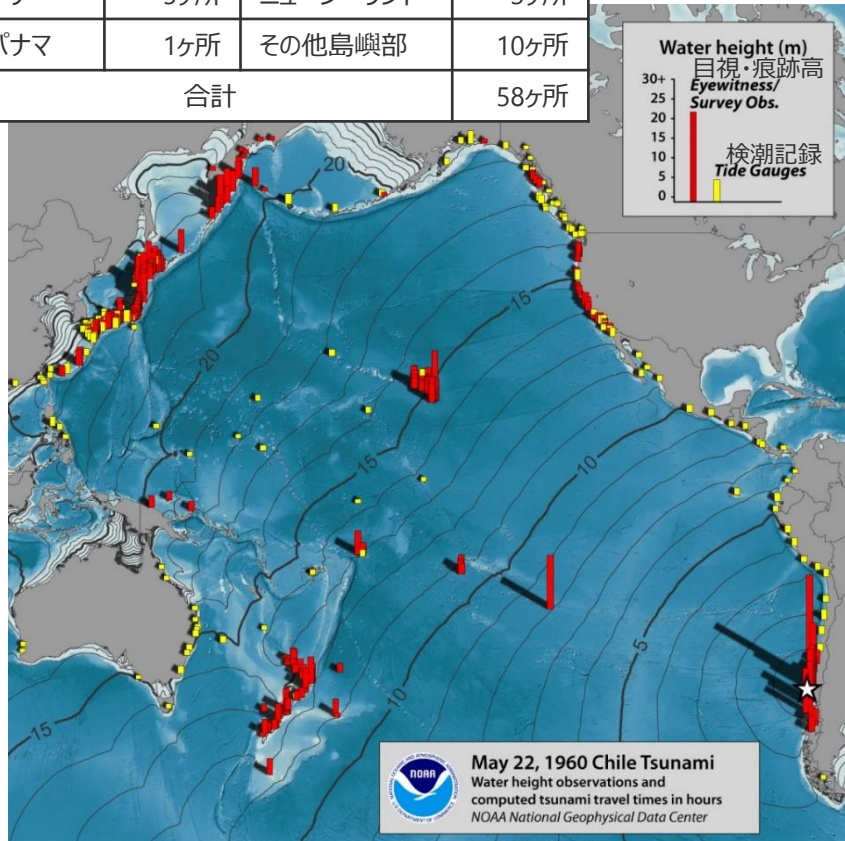 パナマ 1ヶ所 その他島嶼部 10ヶ所
合計 58ヶ所
Water height (m)
目視・痕跡高
30+ Eyewitness/
25 Survey Obs.
20
15
10 検潮記録
5 Tide Gauges
0
20
15
20
15
10
5
10
15
NOAA
May 22, 1960 Chile Tsunami
Water height observations and
computed tsunami travel times in hours
NOAA National Geophysical Data Center